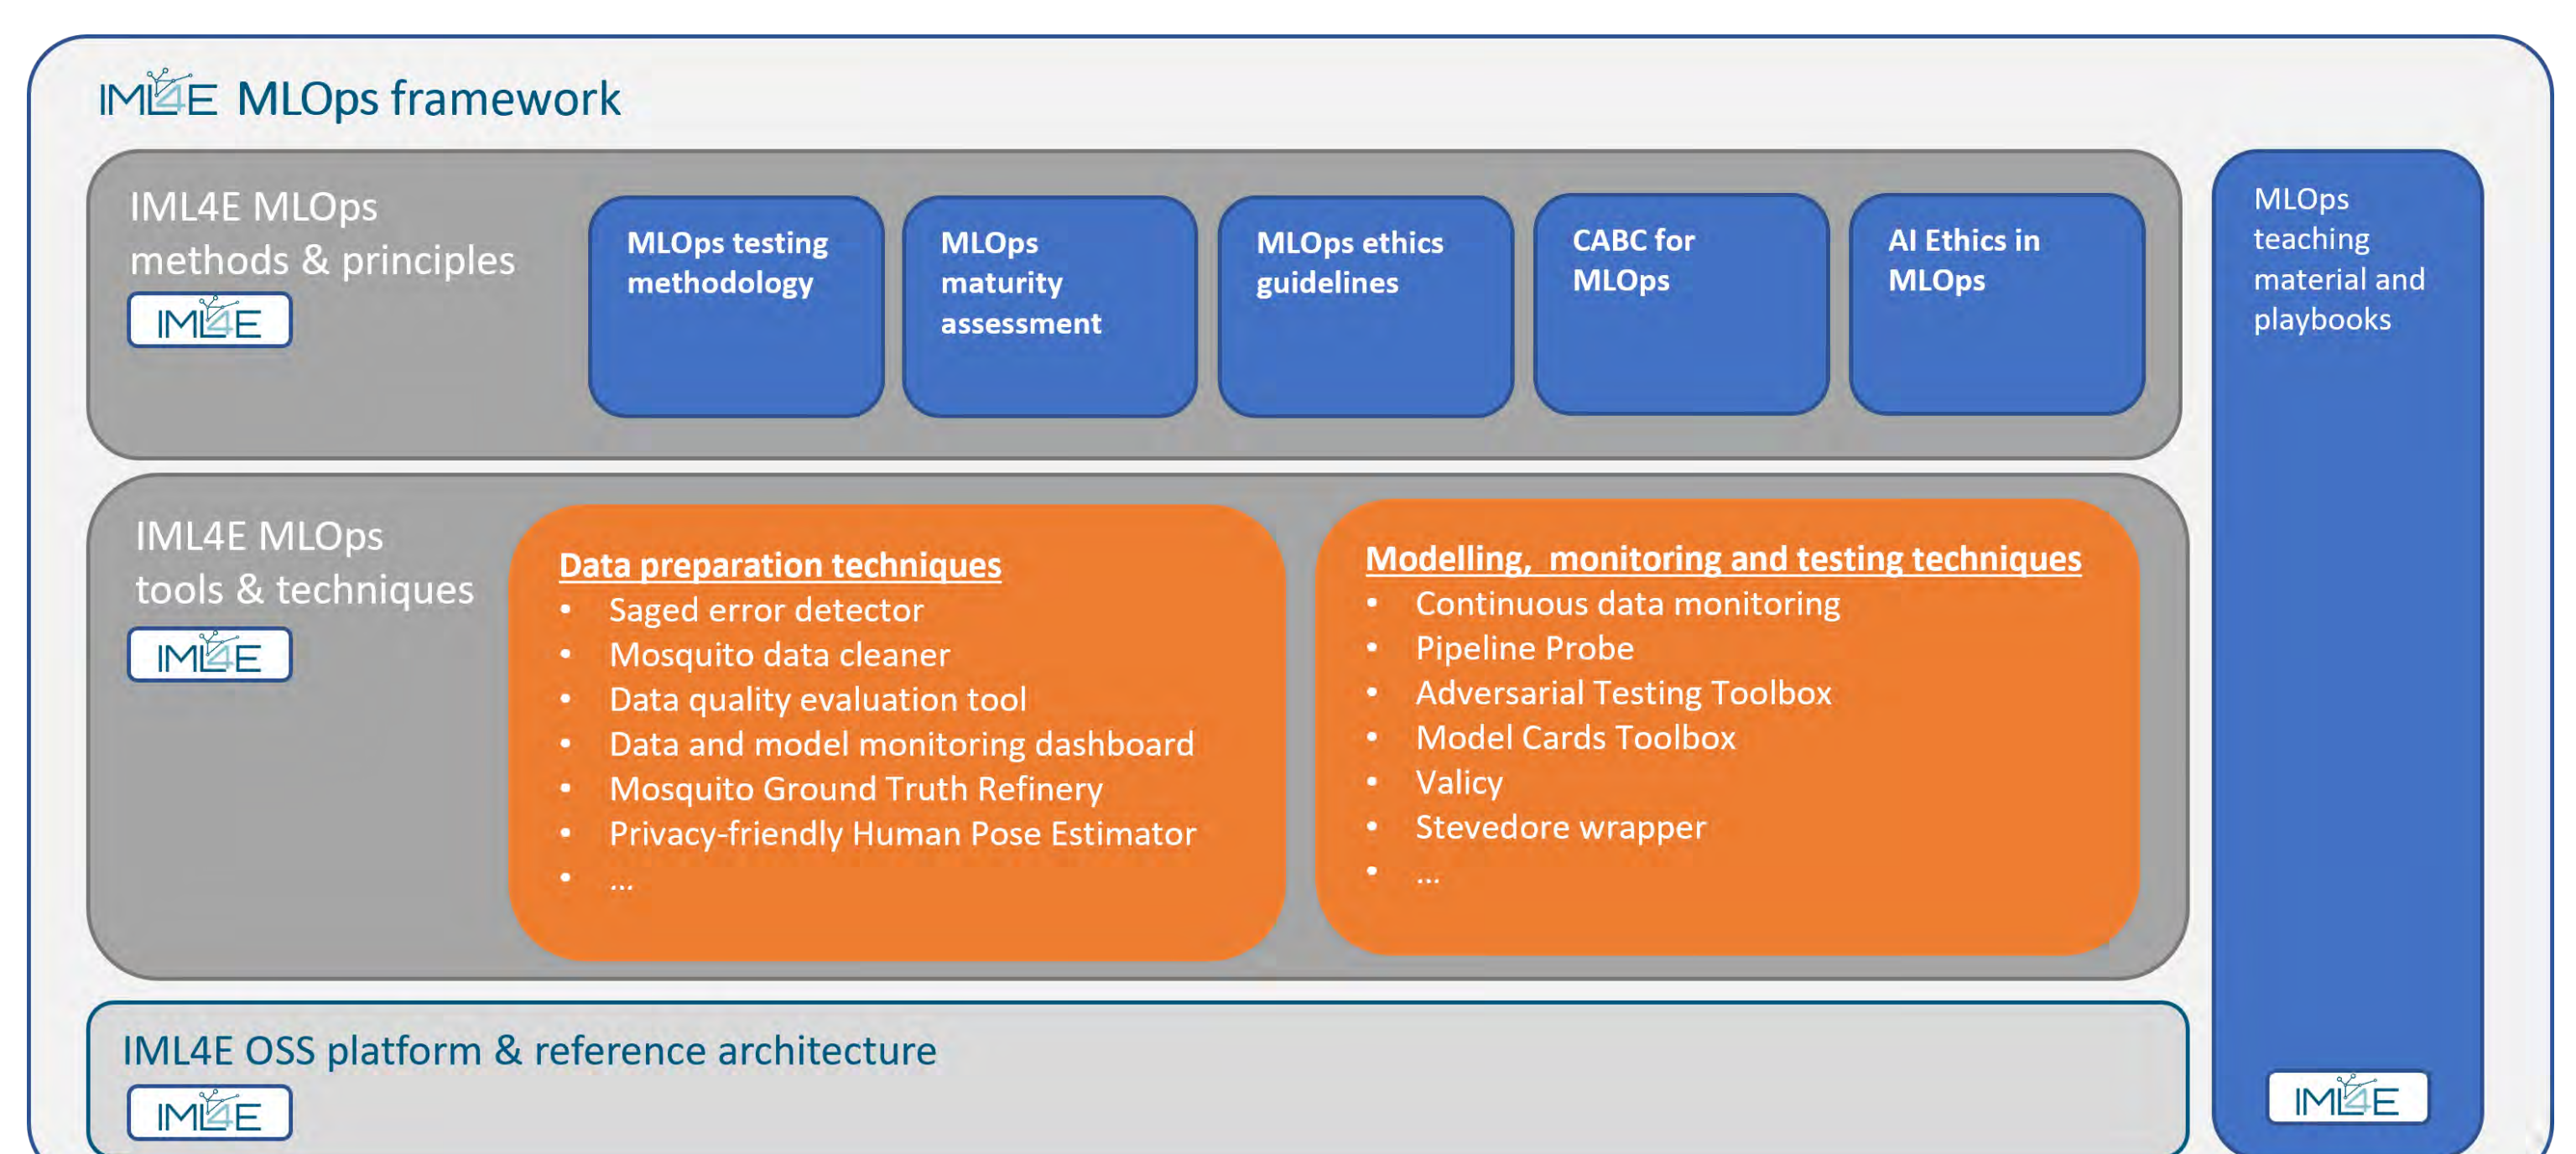 IML4E MLOps framework
IML4E MLOps
methods & principles
IML4E
MLOps testing
methodology
MLOps
maturity
assessment
MLOps ethics
guidelines
CABC for
MLOps
AI Ethics in
MLOps
MLOps
teaching
material and
playbooks
IML4E
IML4E MLOps
tools & techniques
IML4E
Data preparation techniques
• Saged error detector
• Mosquito data cleaner
• Data quality evaluation tool
• Data and model monitoring dashboard
• Mosquito Ground Truth Refinery
• Privacy-friendly Human Pose Estimator
• ...
Modelling,  monitoring and testing techniques
• Continuous data monitoring
• Pipeline Probe
• Adversarial Testing Toolbox
• Model Cards Toolbox
• Valicy
• Stevedore wrapper
• ...
IML4E OSS platform & reference architecture
IML4E